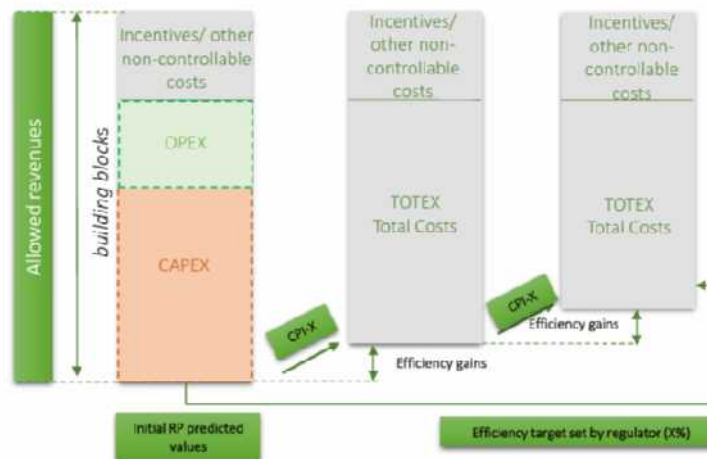 Allowed revenues
building blocks
Incentives/ other
non-controllable
costs
OPEX
CAPEX
Initial RP predicted
values
CPI-X
Incentives/
other non-
controllable
costs
TOTEX
Total Costs
Efficiency gains
CPI-X
Incentives/
other non-
controllable
costs
TOTEX
Total Costs
Efficiency gains
Efficiency target set by regulator (X%)